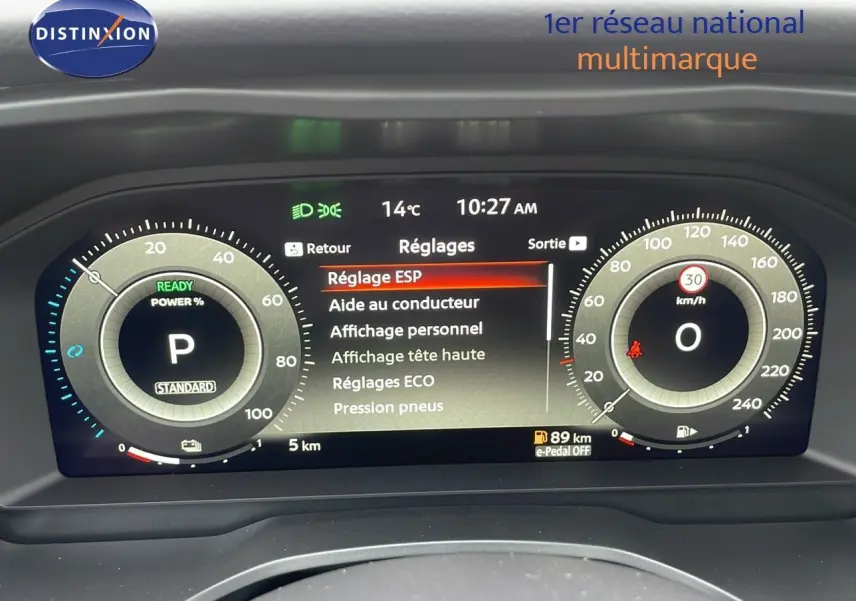 DISTINXION
1er réseau national
multimarque
14°C
10:27 AM
Retour
Réglages
Sortie
Réglage ESP
Aide au conducteur
Affichage personnel
Affichage tête haute
Réglages ECO
Pression pneus
0
20
40
60
80
100
READY
POWER %
P
STANDARD
0
1
5 km
89 km
e-Pedal OFF
0
20
40
60
80
100
120
140
160
180
200
220
240
30
km/h
0
0
1